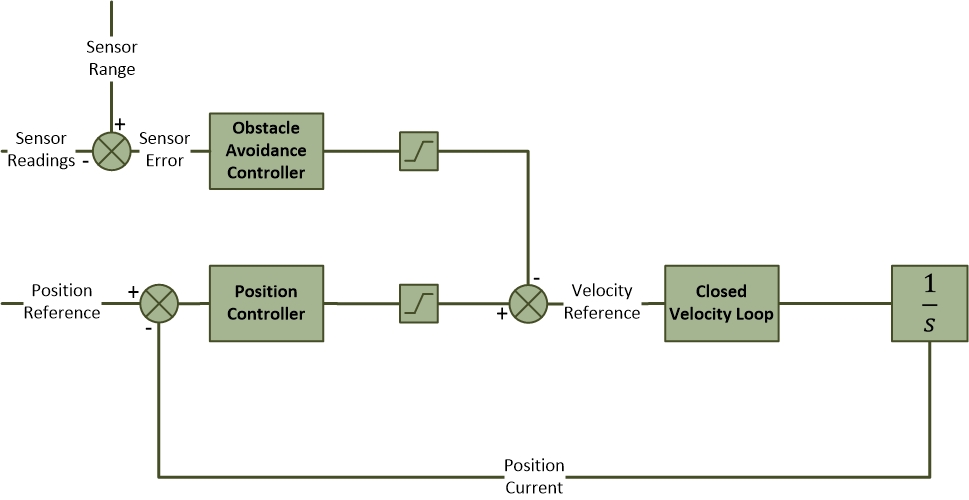 Sensor
Range
+
Sensor
Readings
-
Sensor
Error
Obstacle
Avoidance
Controller
Position
Reference
+
-
Position
Controller
-
+
Velocity
Reference
Closed
Velocity Loop
1
s
Position
Current